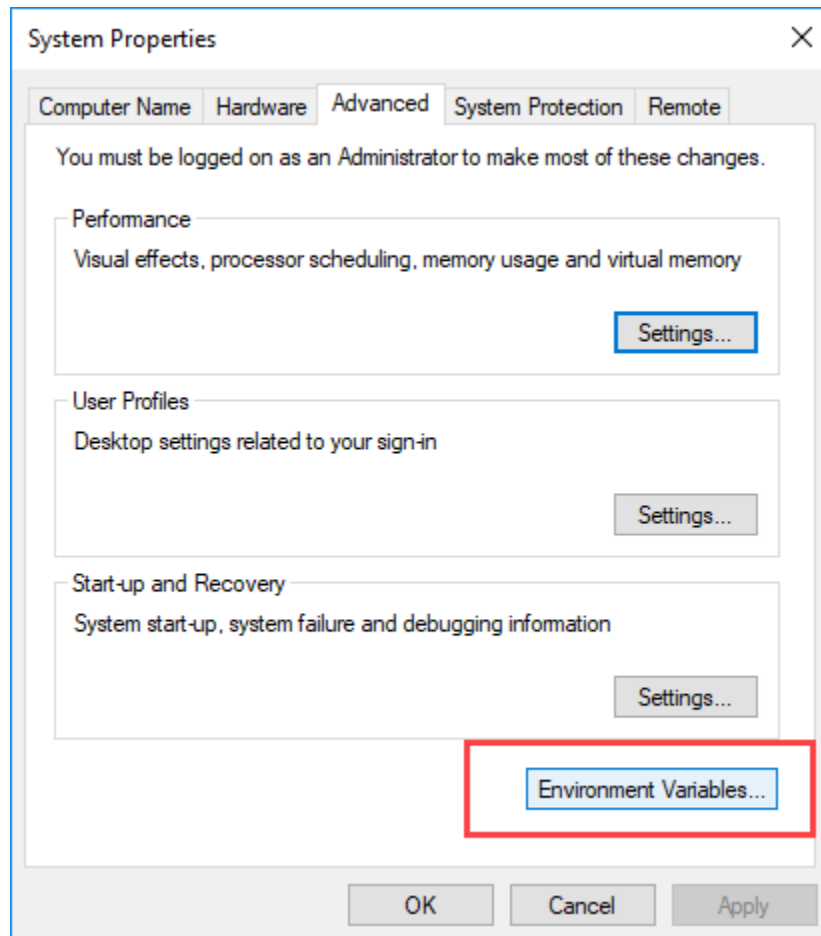 System Properties
Computer Name Hardware Advanced System Protection Remote
You must be logged on as an Administrator to make most of these changes.
Performance
Visual effects, processor scheduling, memory usage and virtual memory
Settings...
User Profiles
Desktop settings related to your sign-in
Settings...
Start-up and Recovery
System start-up, system failure and debugging information
Settings...
Environment Variables...
OK Cancel Apply